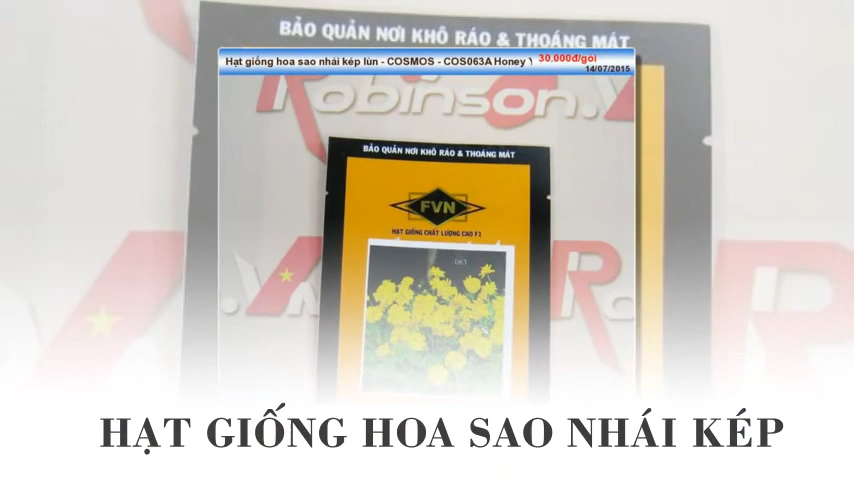 BẢO QUẢN NƠI KHÔ RÁO & THOÁNG MÁT
Hạt giống hoa sao nhái kép lùn - COSMOS - COS063A Honey
30.000đ/gói
14/07/2015
Robinson.V
BẢO QUẢN NƠI KHÔ RÁO & THOÁNG MÁT
FVN
HẠT GIỐNG CHẤT LƯỢNG CAO F1
063
HẠT GIỐNG HOA SAO NHÁI KÉP